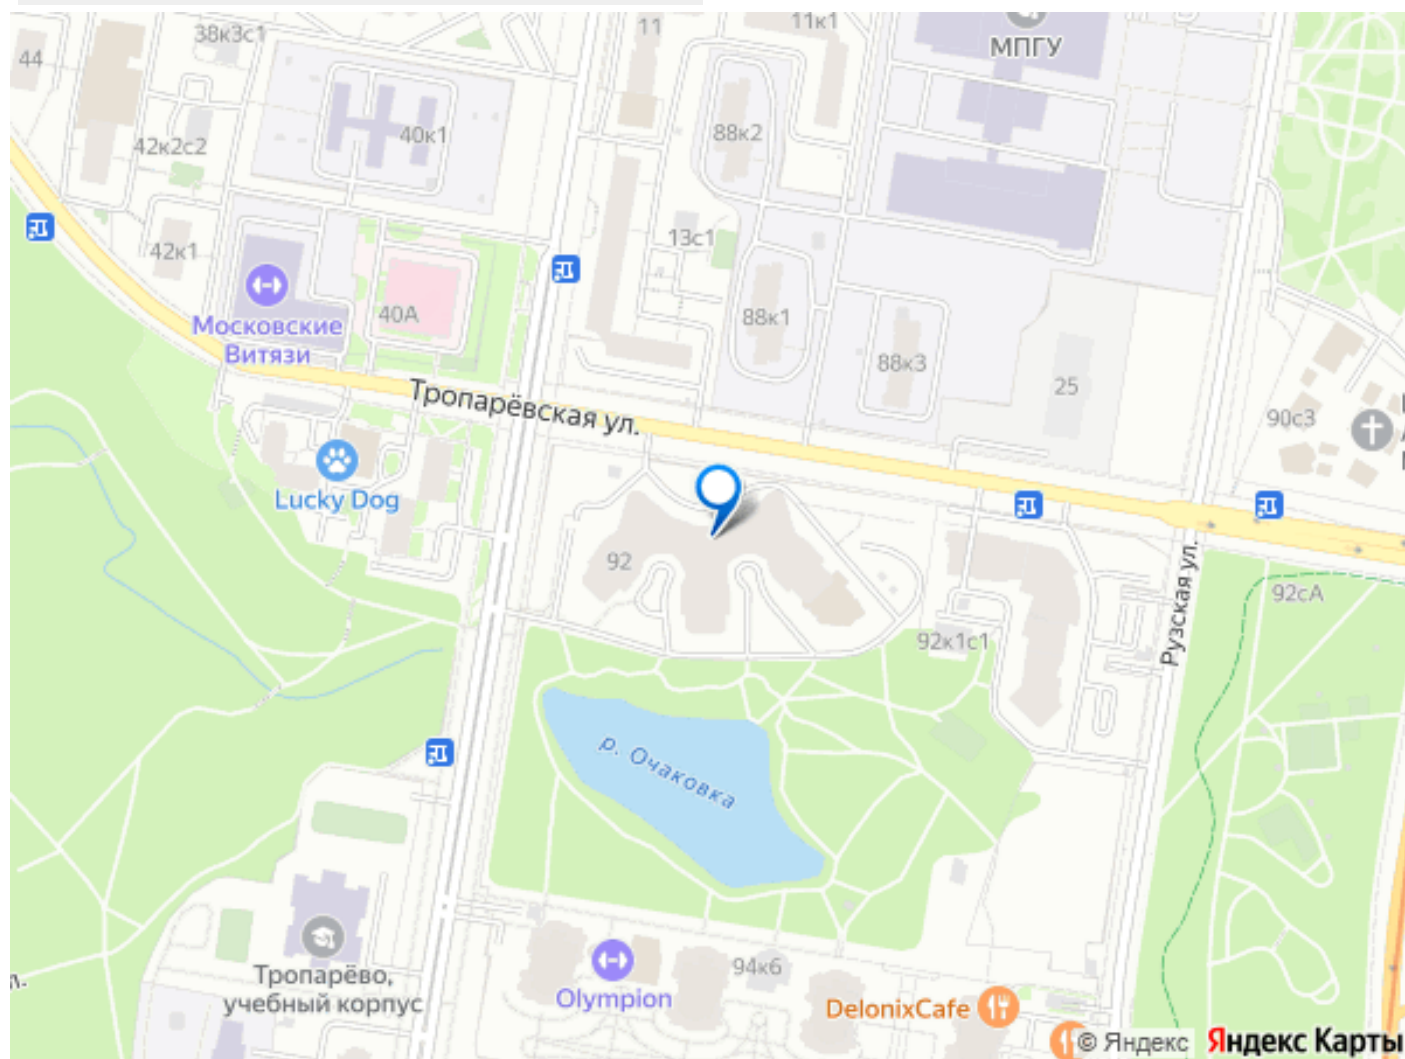 38к3с1
11
11к1
44
МПГУ
40к1
42к2с2
88к2
42к1
13с1
40А
88к1
Московские
Витязи
88к3
25
Тропарёвская ул.
90с3
Lucky Dog
92
92сА
92к1с1
Рузская ул.
р. Очаковка
Тропарёво,
учебный корпус
94к6
Olympion
DelonixCafe
© Яндекс
Яндекс Карты